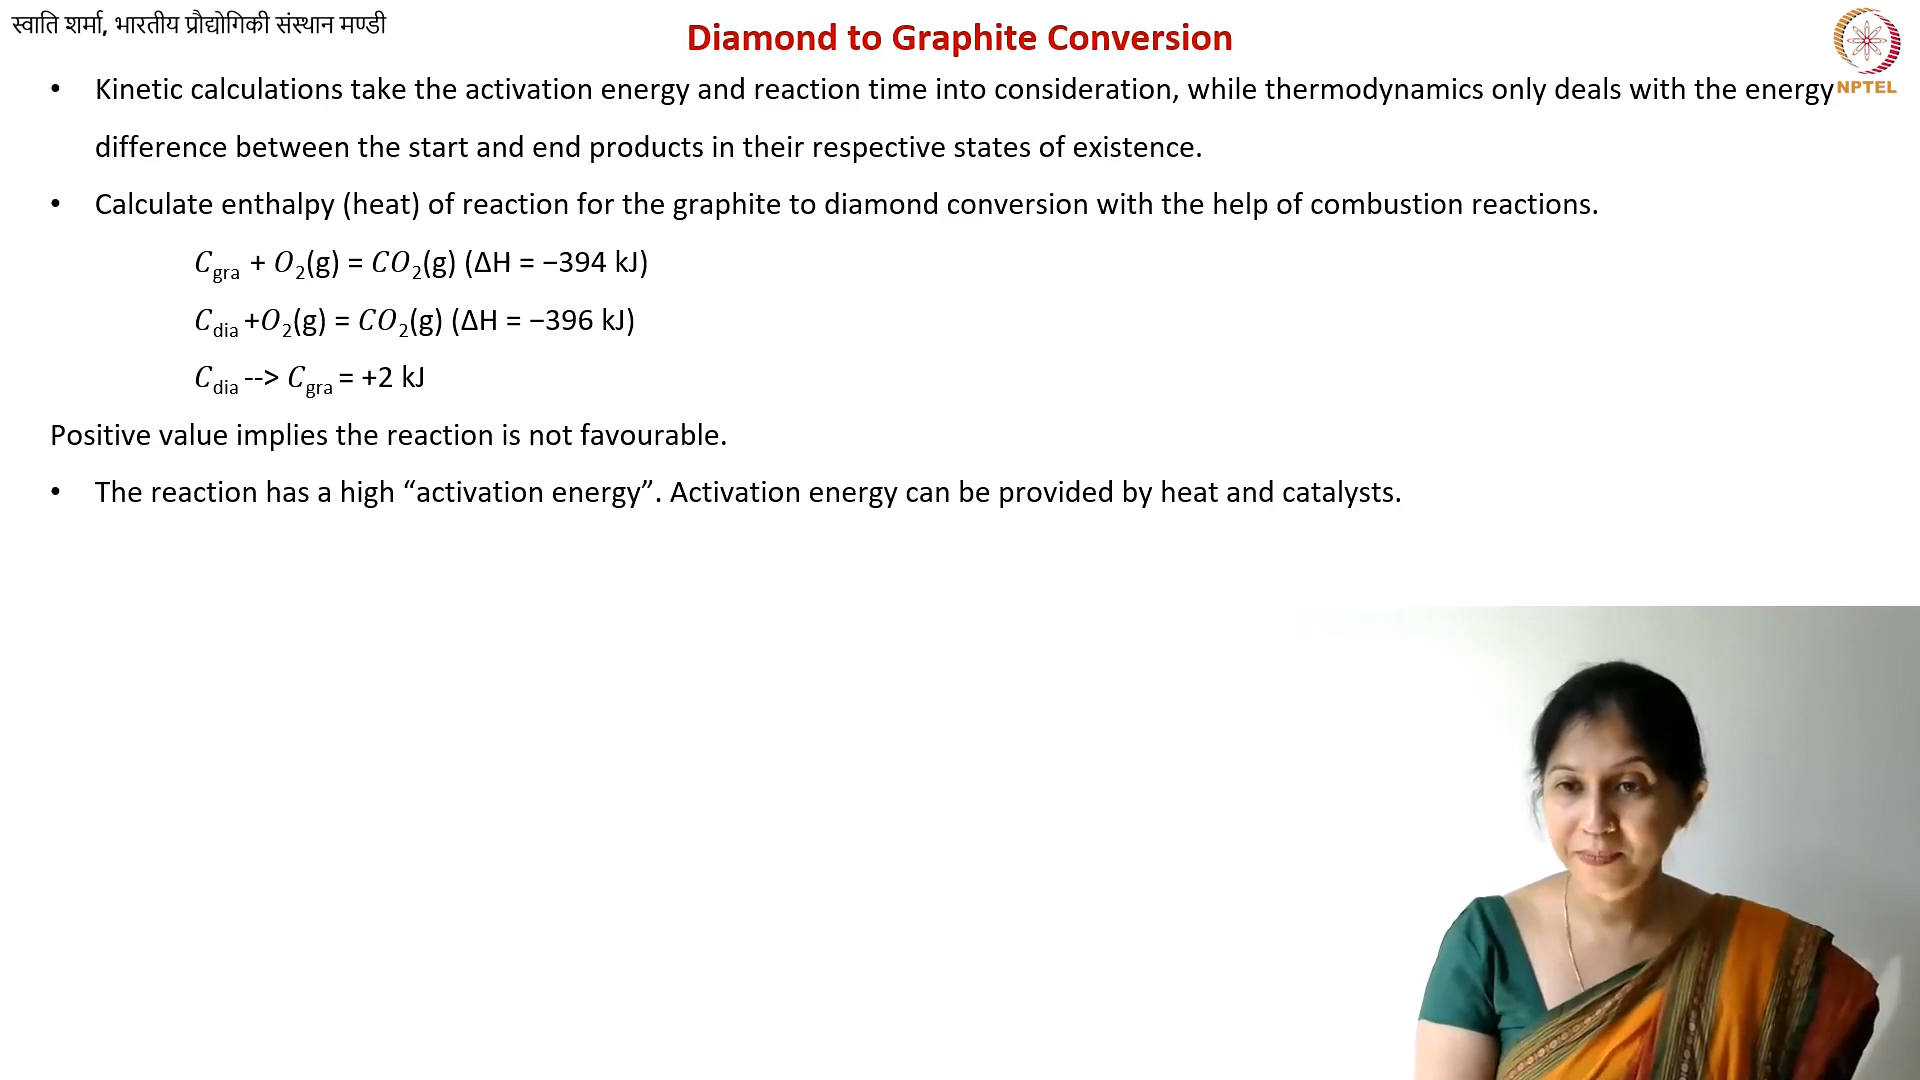 स्वाति शर्मा, भारतीय प्रौद्योगिकी संस्थान मण्डी
Diamond to Graphite Conversion
NPTEL
• Kinetic calculations take the activation energy and reaction time into consideration, while thermodynamics only deals with the energy
difference between the start and end products in their respective states of existence.
• Calculate enthalpy (heat) of reaction for the graphite to diamond conversion with the help of combustion reactions.
C_gra + O₂(g) = CO₂(g) (ΔH = −394 kJ)
C_dia +O₂(g) = CO₂(g) (ΔH = −396 kJ)
C_dia --> C_gra = +2 kJ
Positive value implies the reaction is not favourable.
• The reaction has a high “activation energy”. Activation energy can be provided by heat and catalysts.